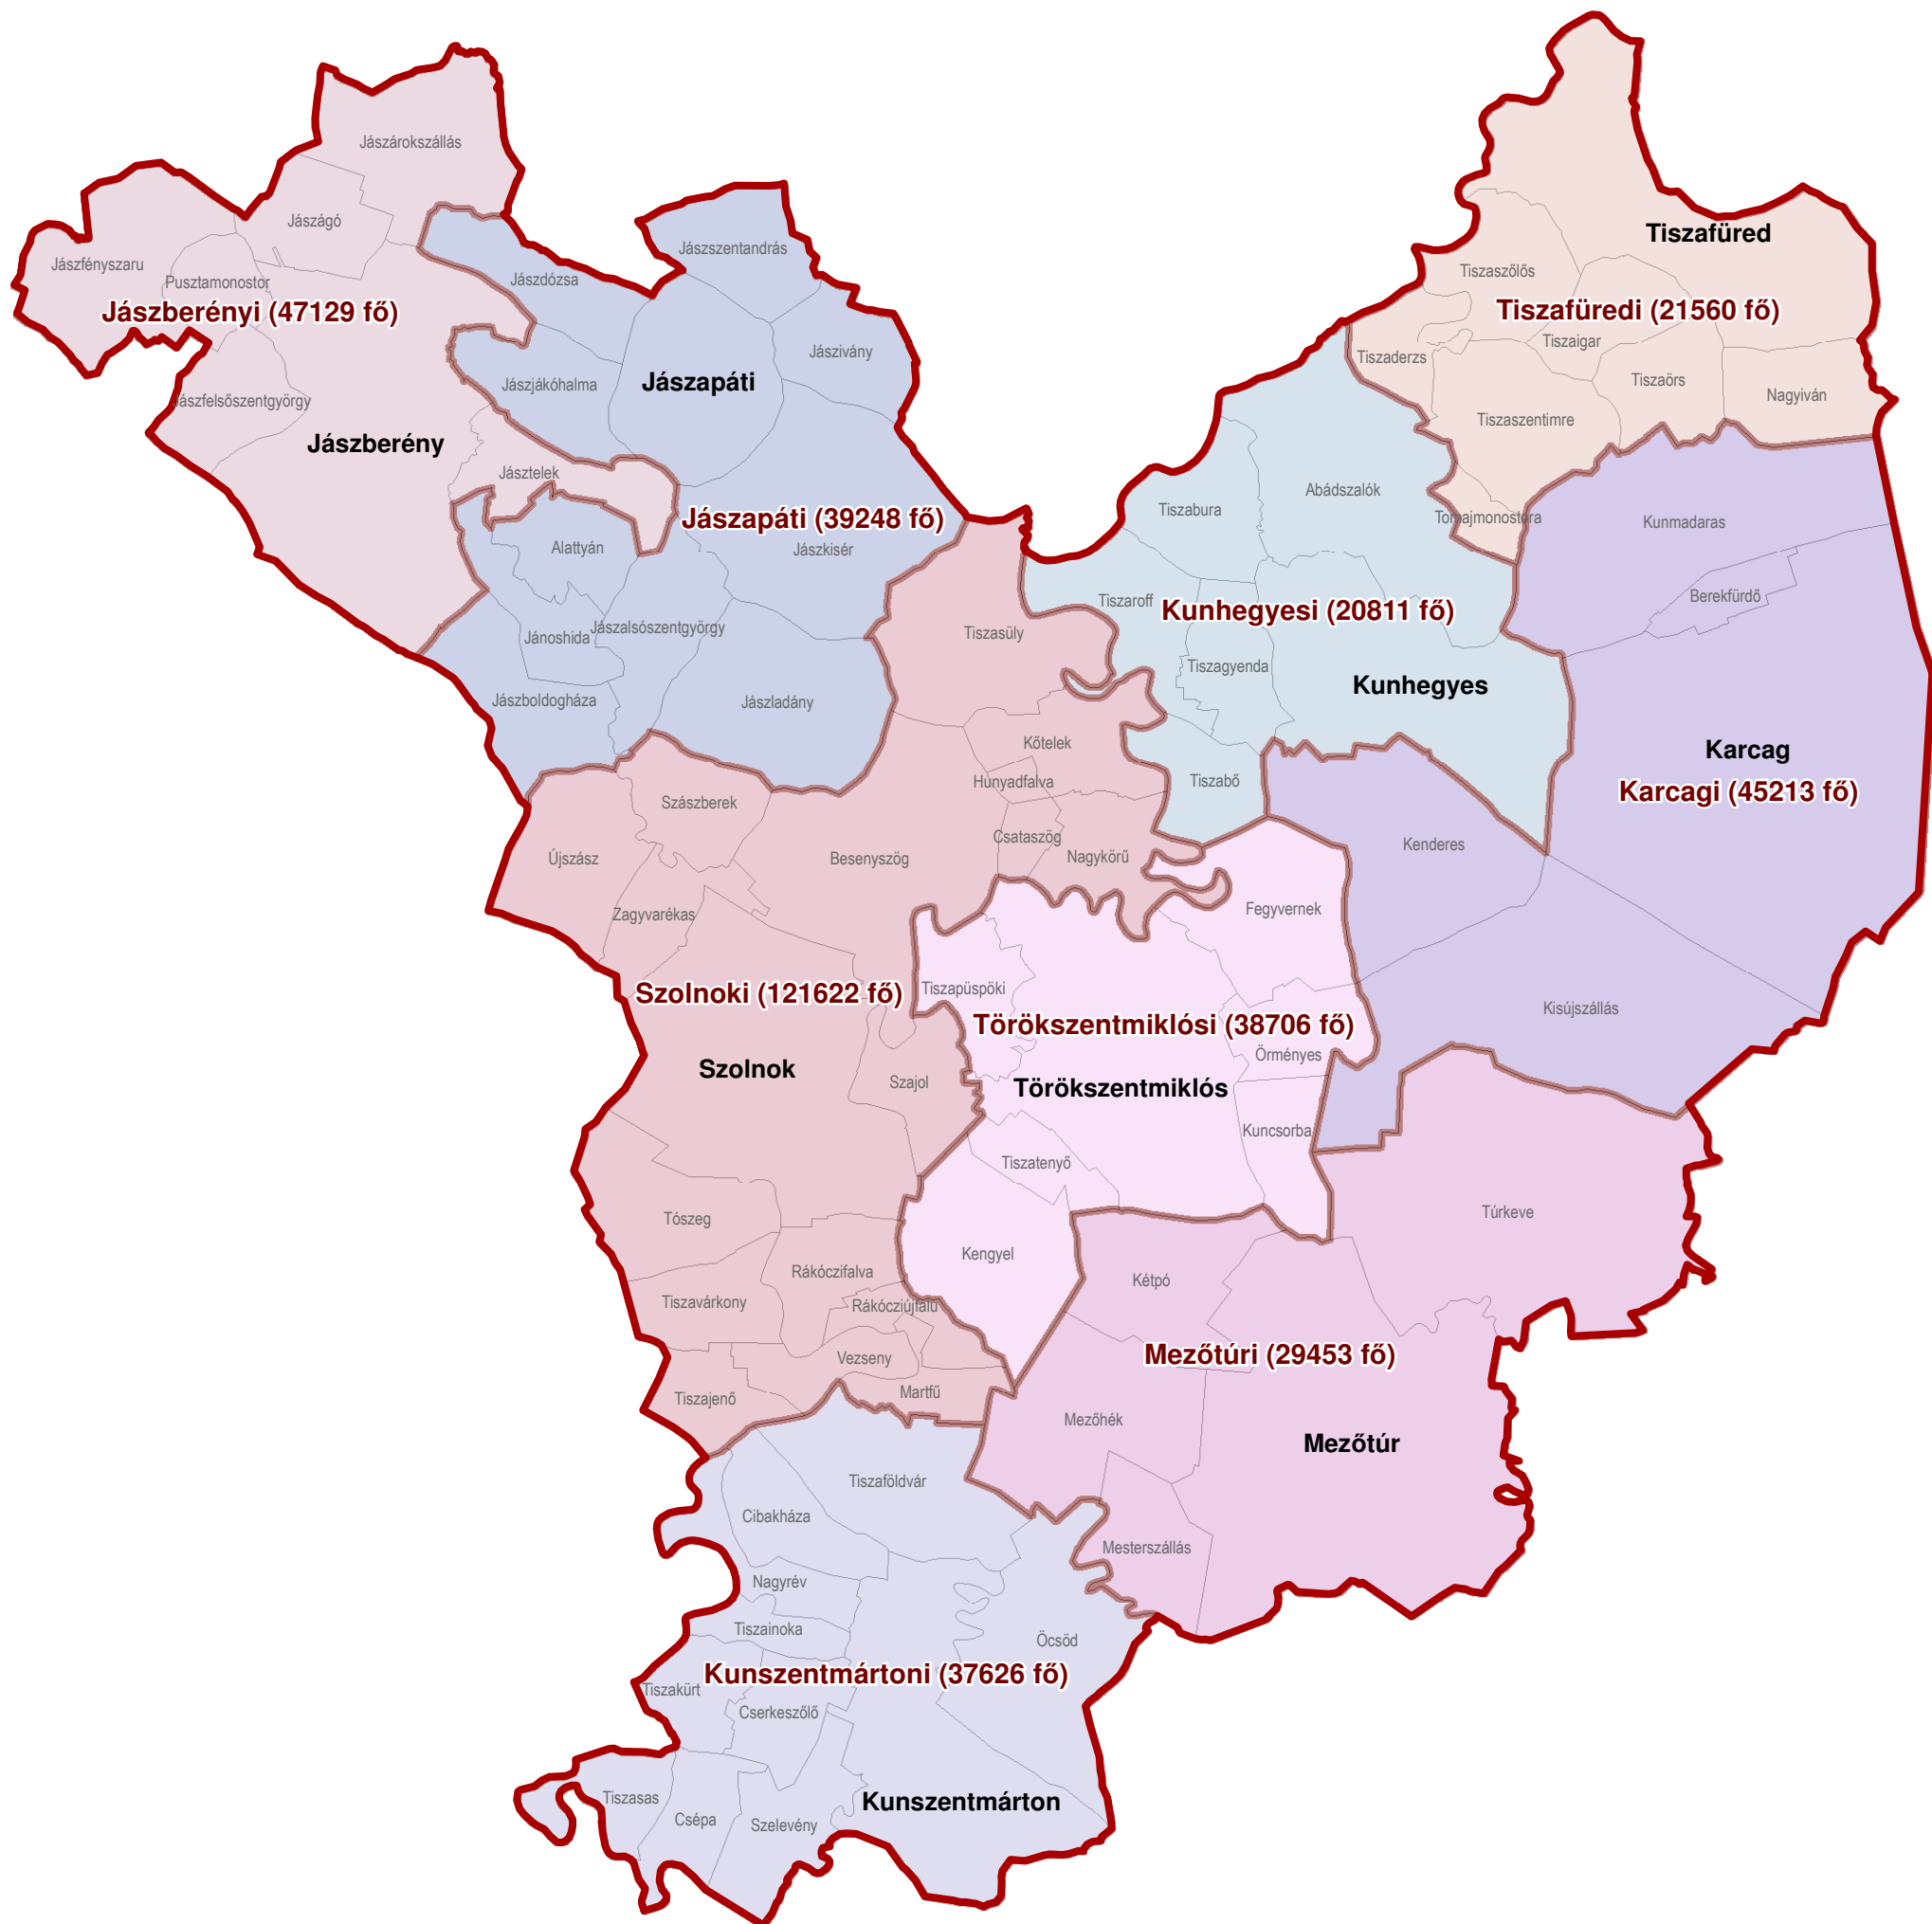 Jászárokszállás
Jászágó
Jászfényszaru
Pusztamonostor
Jászberényi (47129 fő)
Jászfelsőszentgyörgy
Jászberény
Jásztelek
Jászdózsa
Jászszentandrás
Jászivány
Jászjákóhalma
Jászapáti
Jászapáti (39248 fő)
Jászkisér
Alattyán
Jánoshida
Jászalsószentgyörgy
Jászboldogháza
Jászladány
Tiszafüred
Tiszaszőlős
Tiszafüredi (21560 fő)
Tiszaigar
Tiszaderzs
Tiszaörs
Nagyiván
Tiszaszentimre
Tomajmonostora
Abádszalók
Tiszabura
Tiszaroff
Kunhegyesi (20811 fő)
Tiszagyenda
Kunhegyes
Tiszabő
Kunmadaras
Berekfürdő
Karcag
Karcagi (45213 fő)
Kenderes
Kisújszállás
Tiszasüly
Kőtelek
Hunyadfalva
Csataszög
Nagykörű
Szászberek
Újszász
Besenyszög
Zagyvarékas
Szolnoki (121622 fő)
Szolnok
Szajol
Tószeg
Rákóczifalva
Tiszavárkony
Rákócziújfalu
Vezseny
Tiszajenő
Martfű
Fegyvernek
Tiszapüspöki
Törökszentmiklósi (38706 fő)
Örményes
Törökszentmiklós
Kuncsorba
Tiszatenyő
Kengyel
Túrkeve
Kétpó
Mezőtúri (29453 fő)
Mezőhék
Mezőtúr
Mesterszállás
Tiszaföldvár
Cibakháza
Nagyrév
Tiszainoka
Öcsöd
Kunszentmártoni (37626 fő)
Tiszakürt
Cserkeszőlő
Tiszasas
Csépa
Szelevény
Kunszentmárton